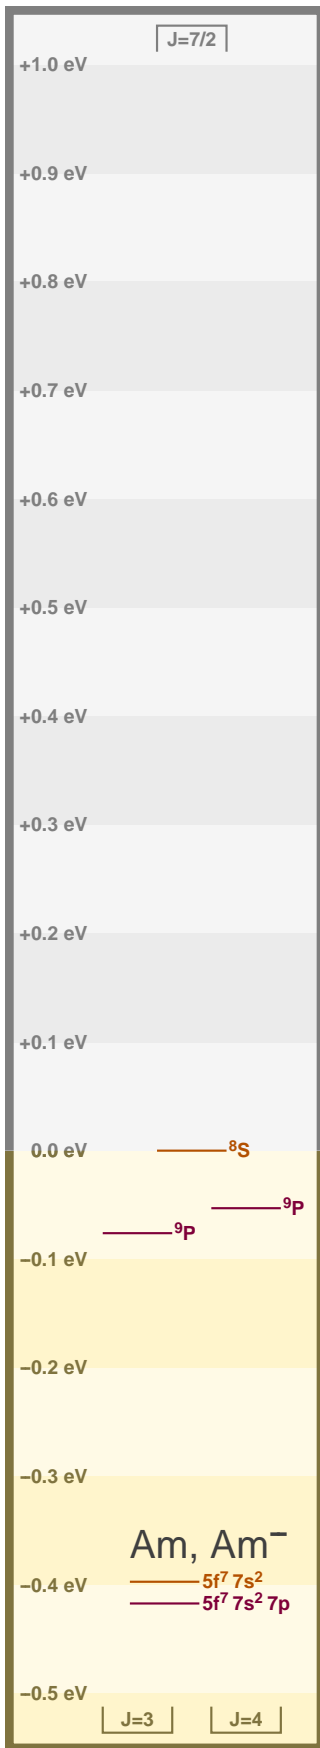 J=7/2
+1.0 eV
+0.9 eV
+0.8 eV
+0.7 eV
+0.6 eV
+0.5 eV
+0.4 eV
+0.3 eV
+0.2 eV
+0.1 eV
0.0 eV
⁸S
⁹P
⁹P
−0.1 eV
−0.2 eV
−0.3 eV
Am, Am⁻
−0.4 eV
5f⁷ 7s²
5f⁷ 7s² 7p
−0.5 eV
J=3 J=4